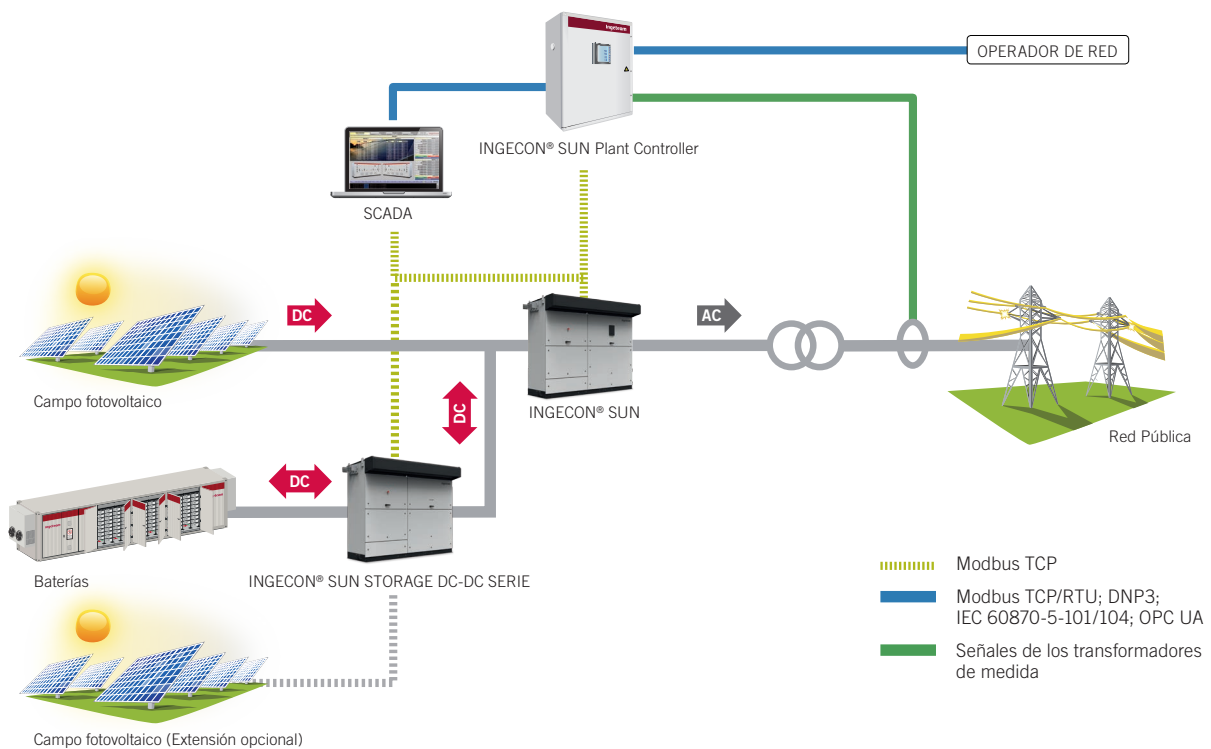 ingeteam
OPERADOR DE RED
INGECON® SUN Plant Controller
SCADA
DC
AC
Campo fotovoltaico
DC
INGECON® SUN
Red Pública
DC
Baterías
INGECON® SUN STORAGE DC-DC SERIE
Modbus TCP
Modbus TCP/RTU; DNP3;
IEC 60870-5-101/104; OPC UA
Señales de los transformadores
de medida
Campo fotovoltaico (Extensión opcional)